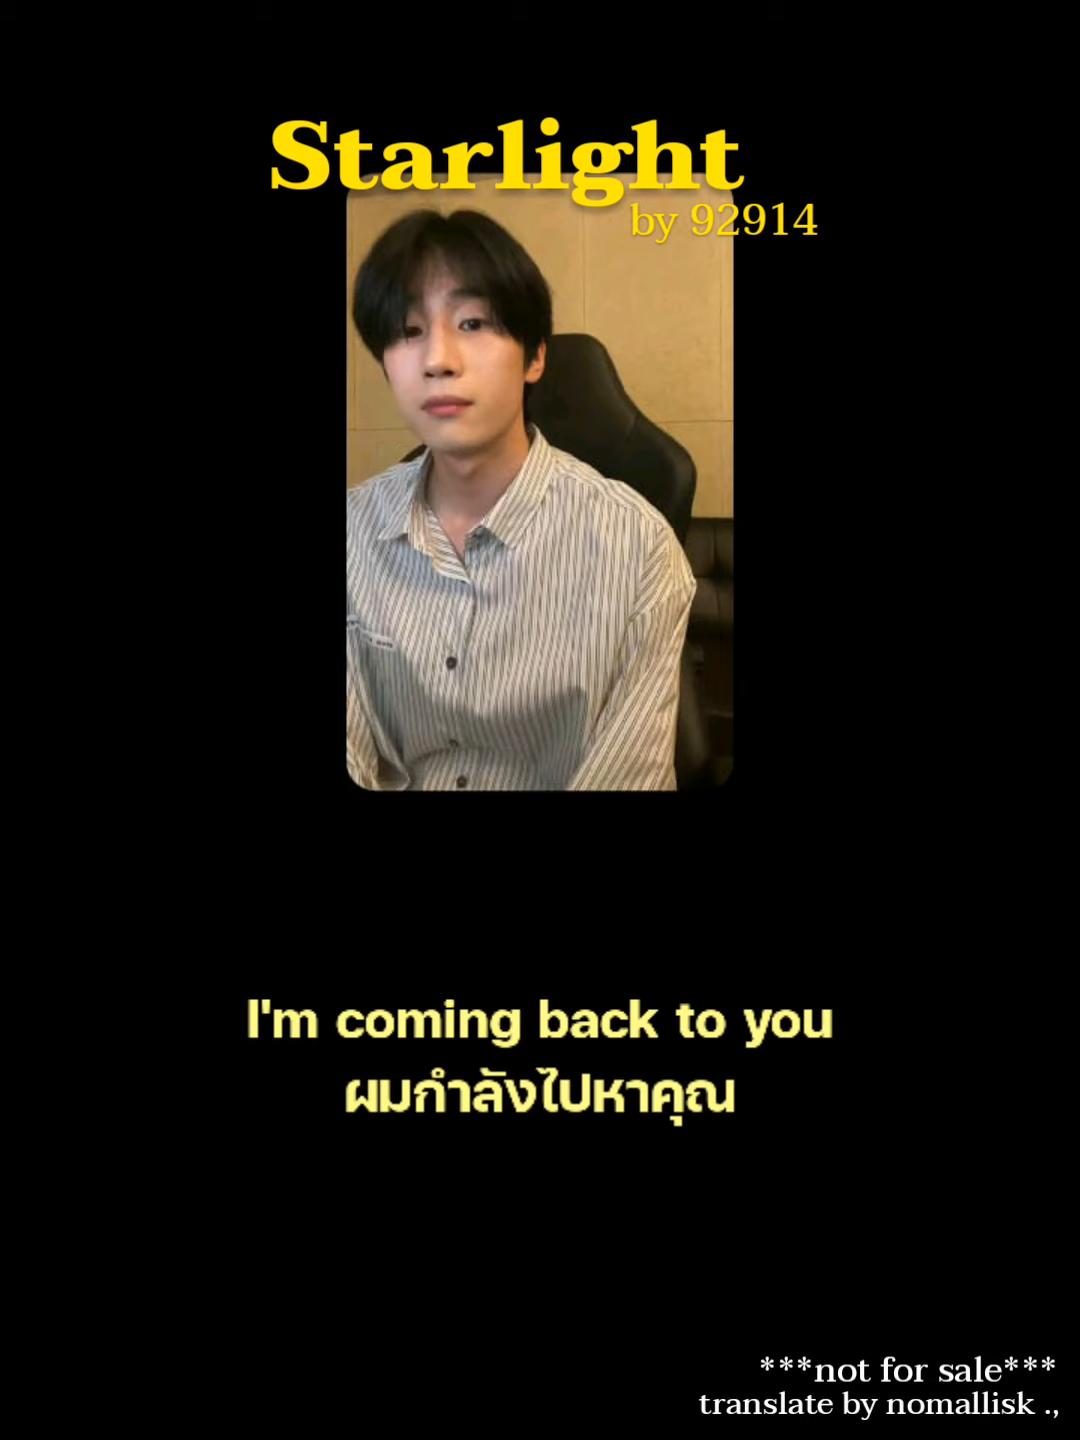 Starlight
by 92914
I'm coming back to you
ผมกำลังไปหาคุณ
***not for sale***
translate by nomallisk .,